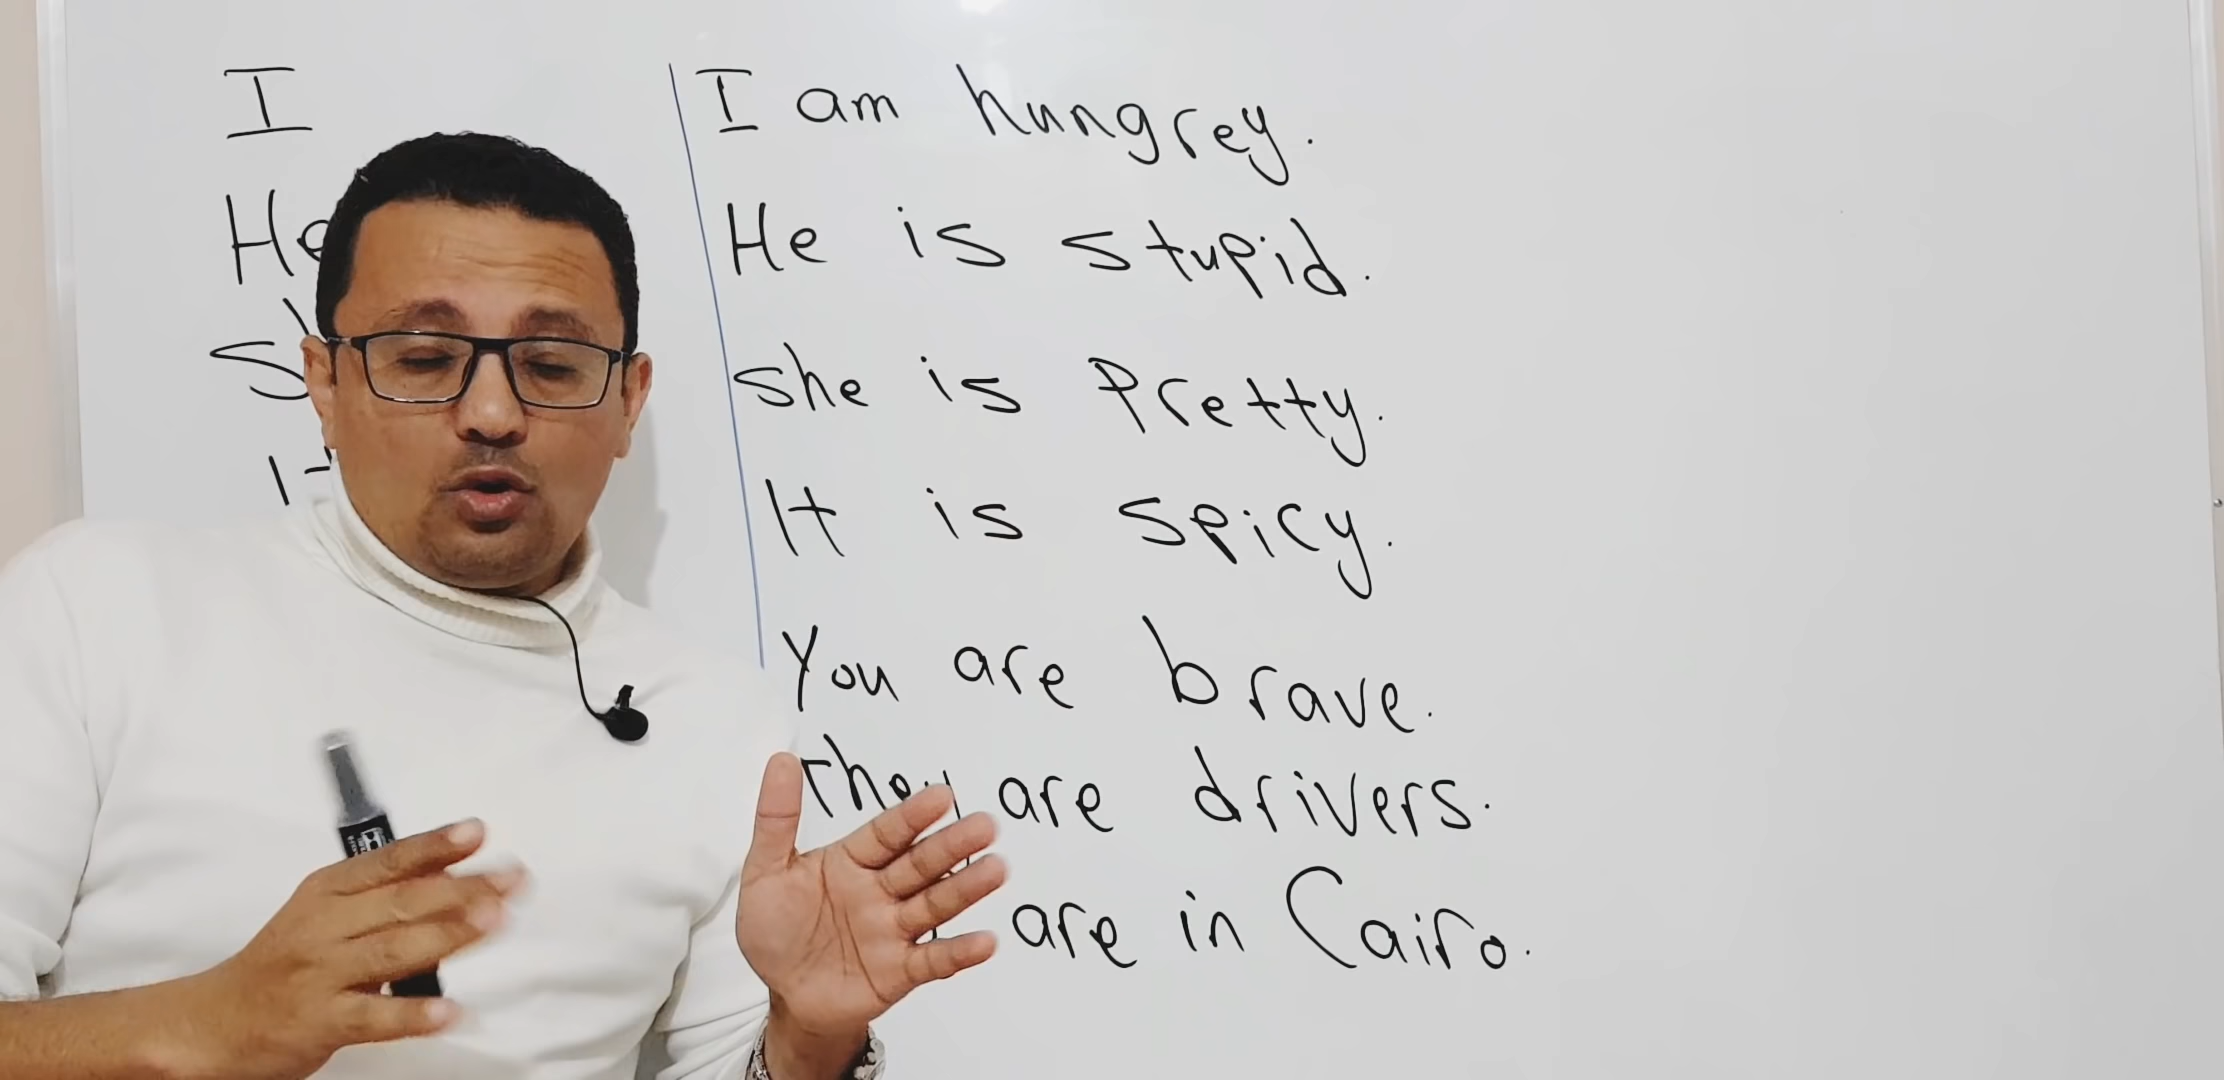 I
I am hungrey.
He
He is stupid.
she is Pretty.
It is spicy.
You are brave.
They are drivers.
are in Cairo.